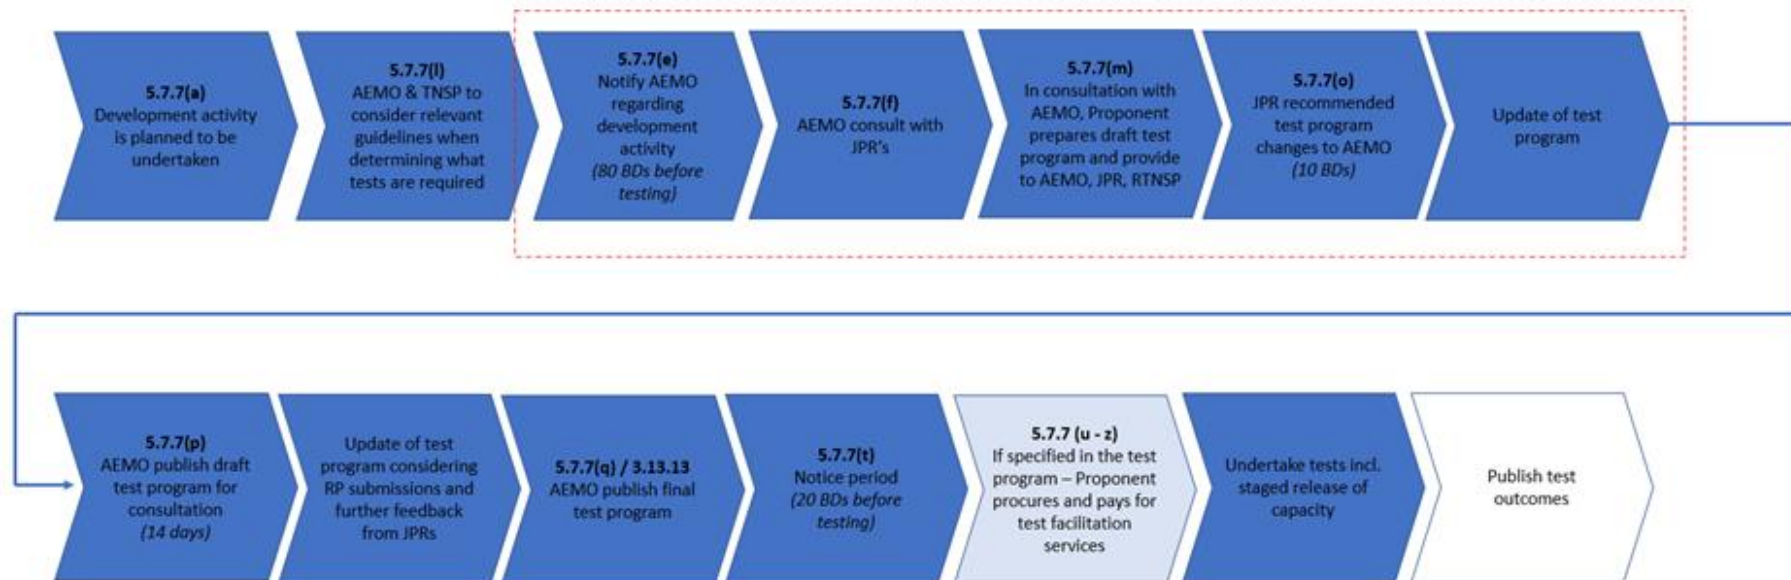 5.7.7(a)
Development activity
is planned to be
undertaken
5.7.7(l)
AEMO & TNSP to
consider relevant
guidelines when
determining what
tests are required
5.7.7(e)
Notify AEMO
regarding
development
activity
(80 BDs before
testing)
5.7.7(f)
AEMO consult with
JPR's
5.7.7(m)
In consultation with
AEMO, Proponent
prepares draft test
program and provide
to AEMO, JPR, RTNSP
5.7.7(o)
JPR recommended
test program
changes to AEMO
(10 BDs)
Update of test
program
5.7.7(p)
AEMO publish draft
test program for
consultation
(14 days)
Update of test
program considering
RP submissions and
further feedback
from JPRs
5.7.7(q) / 3.13.13
AEMO publish final
test program
5.7.7(t)
Notice period
(20 BDs before
testing)
5.7.7 (u - z)
If specified in the test
program – Proponent
procures and pays for
test facilitation
services
Undertake tests incl.
staged release of
capacity
Publish test
outcomes